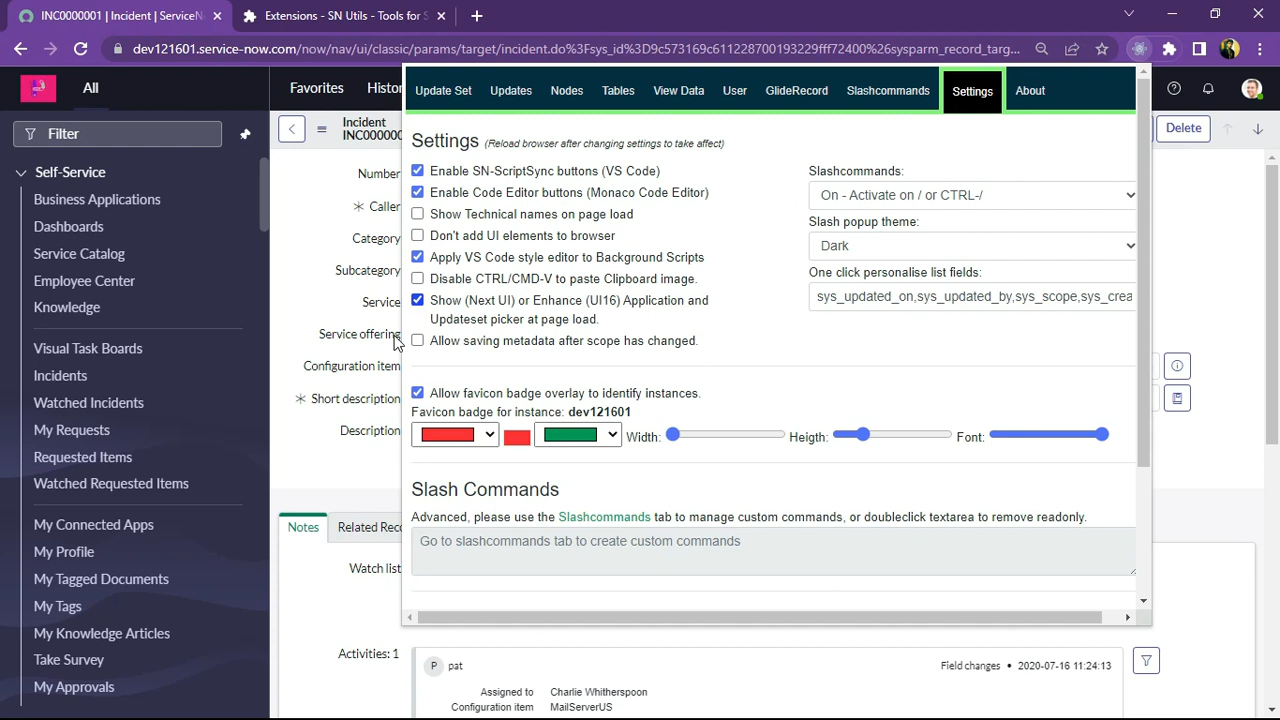 INC0000001 | Incident | ServiceN
Extensions - SN Utils - Tools for S
dev121601.service-now.com/now/nav/ui/classic/params/target/incident.do%3Fsys_id%3D9c573169c611228700193229fff72400%26sysparm_record_targ...
All
Favorites
Histo
Filter
Self-Service
Business Applications
Dashboards
Service Catalog
Employee Center
Knowledge
Visual Task Boards
Incidents
Watched Incidents
My Requests
Requested Items
Watched Requested Items
My Connected Apps
My Profile
My Tagged Documents
My Tags
My Knowledge Articles
Take Survey
My Approvals
Incident
INC000000
Delete
Number
Caller
Category
Subcategory
Service
Service offering
Configuration item
Short description
Description
Update Set
Updates
Nodes
Tables
View Data
User
GlideRecord
Slashcommands
Settings
About
Settings (Reload browser after changing settings to take affect)
Enable SN-ScriptSync buttons (VS Code)
Enable Code Editor buttons (Monaco Code Editor)
Show Technical names on page load
Don't add UI elements to browser
Apply VS Code style editor to Background Scripts
Disable CTRL/CMD-V to paste Clipboard image.
Show (Next UI) or Enhance (UI16) Application and
Updateset picker at page load.
Allow saving metadata after scope has changed.
Slashcommands:
On - Activate on / or CTRL-/
Slash popup theme:
Dark
One click personalise list fields:
sys_updated_on,sys_updated_by,sys_scope,sys_crea
Allow favicon badge overlay to identify instances.
Favicon badge for instance: dev121601
Width:
Heigth:
Font:
Slash Commands
Advanced, please use the Slashcommands tab to manage custom commands, or doubleclick textarea to remove readonly.
Go to slashcommands tab to create custom commands
Notes
Related Rec
Watch list
Activities: 1
P
pat
Field changes • 2020-07-16 11:24:13
Assigned to
Charlie Whitherspoon
Configuration item
MailServerUS